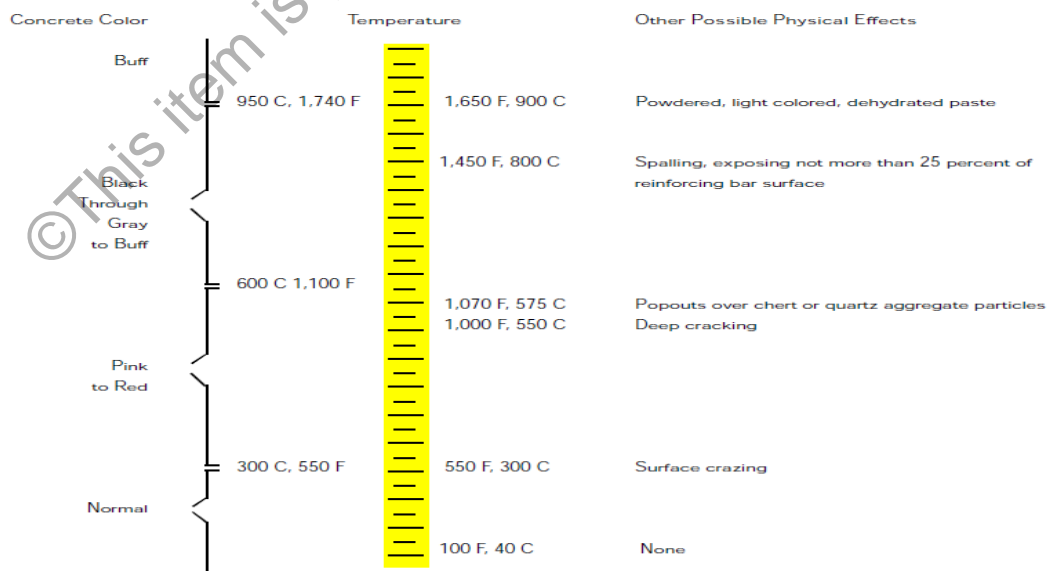 Concrete Color Temperature Other Possible Physical Effects
Buff
950 C, 1,740 F 1,650 F, 900 C Powdered, light colored, dehydrated paste
1,450 F, 800 C Spalling, exposing not more than 25 percent of
reinforcing bar surface
Black
Through
Gray
to Buff
600 C 1,100 F
1,070 F, 575 C Popouts over chert or quartz aggregate particles
1,000 F, 550 C Deep cracking
Pink
to Red
300 C, 550 F 550 F, 300 C Surface crazing
Normal
100 F, 40 C None
©This item is